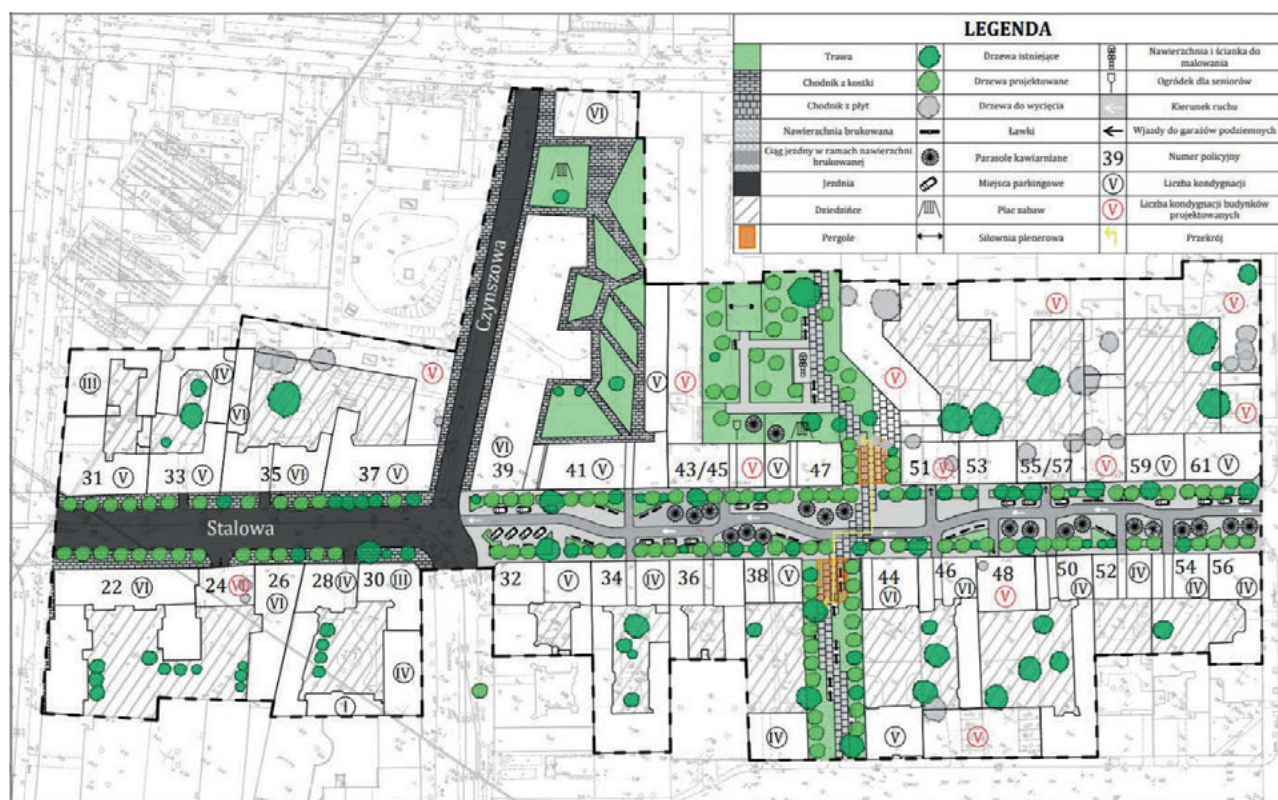 LEGENDA
Trawa
Drzewa istniejące
Nawierzchnia i ścianka do malowania
Chodnik z kostki
Drzewa projektowane
Ogródek dla seniorów
Chodnik z płyt
Drzewa do wycięcia
Kierunek ruchu
Nawierzchnia brukowana
Ławki
Wjazdy do garażów podziemnych
Ciąg jezdny w ramach nawierzchni brukowanej
Parasole kawiarniane
39
Numer policyjny
Jezdnia
Miejsca parkingowe
V
Liczba kondygnacji
Dziedzińce
Plac zabaw
V
Liczba kondygnacji budynków projektowanych
Pergole
Siłownia plenerowa
Przekrój
VI
Czynszowa
V
V
III
IV
V
V
V
V
VI
V
V
VI
31 V
33 V
35 VI
37 V
39
41 V
43/45
V
V
47
51 V
53
55/57
V
59 V
61 V
Stalowa
22 VI
24
26 VI
28 IV
30 III
32
V
34
IV
36
38
V
44 VI
46 VI
48 V
50 IV
52
IV
54 IV
56 IV
IV
I
IV
V
V